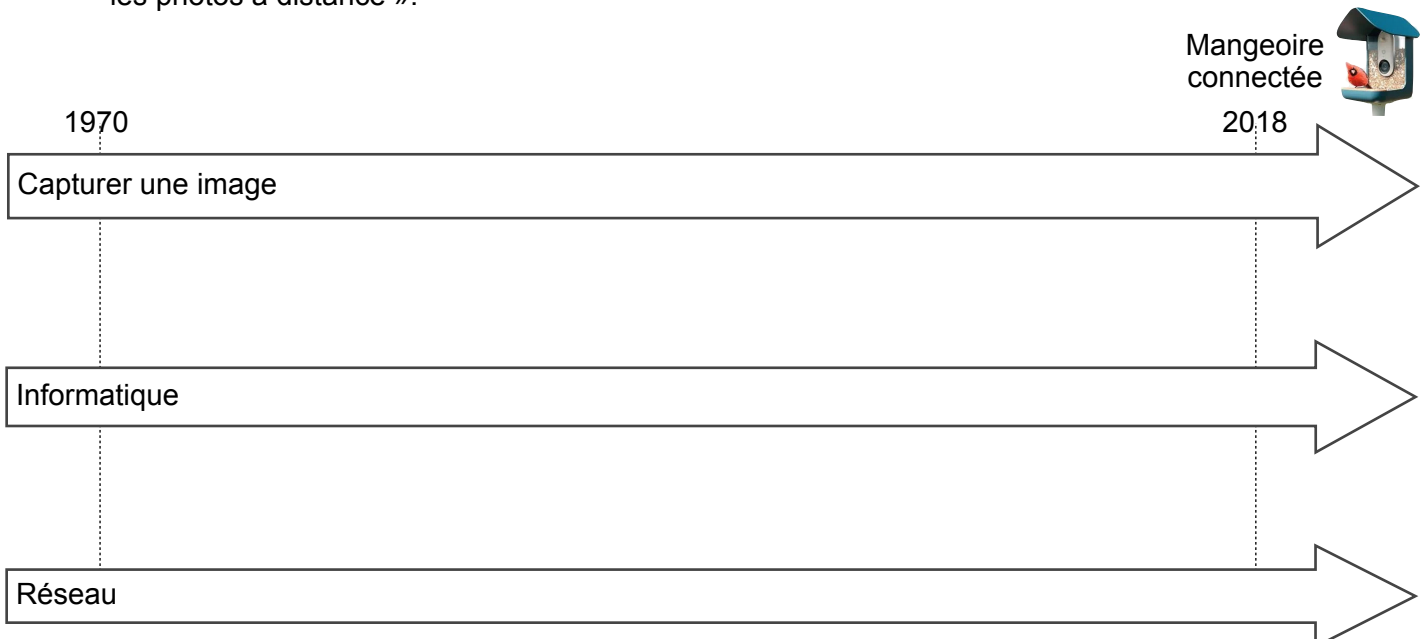 les photos à distance ».
Mangeoire
connectée
1970
2018
Capturer une image
Informatique
Réseau